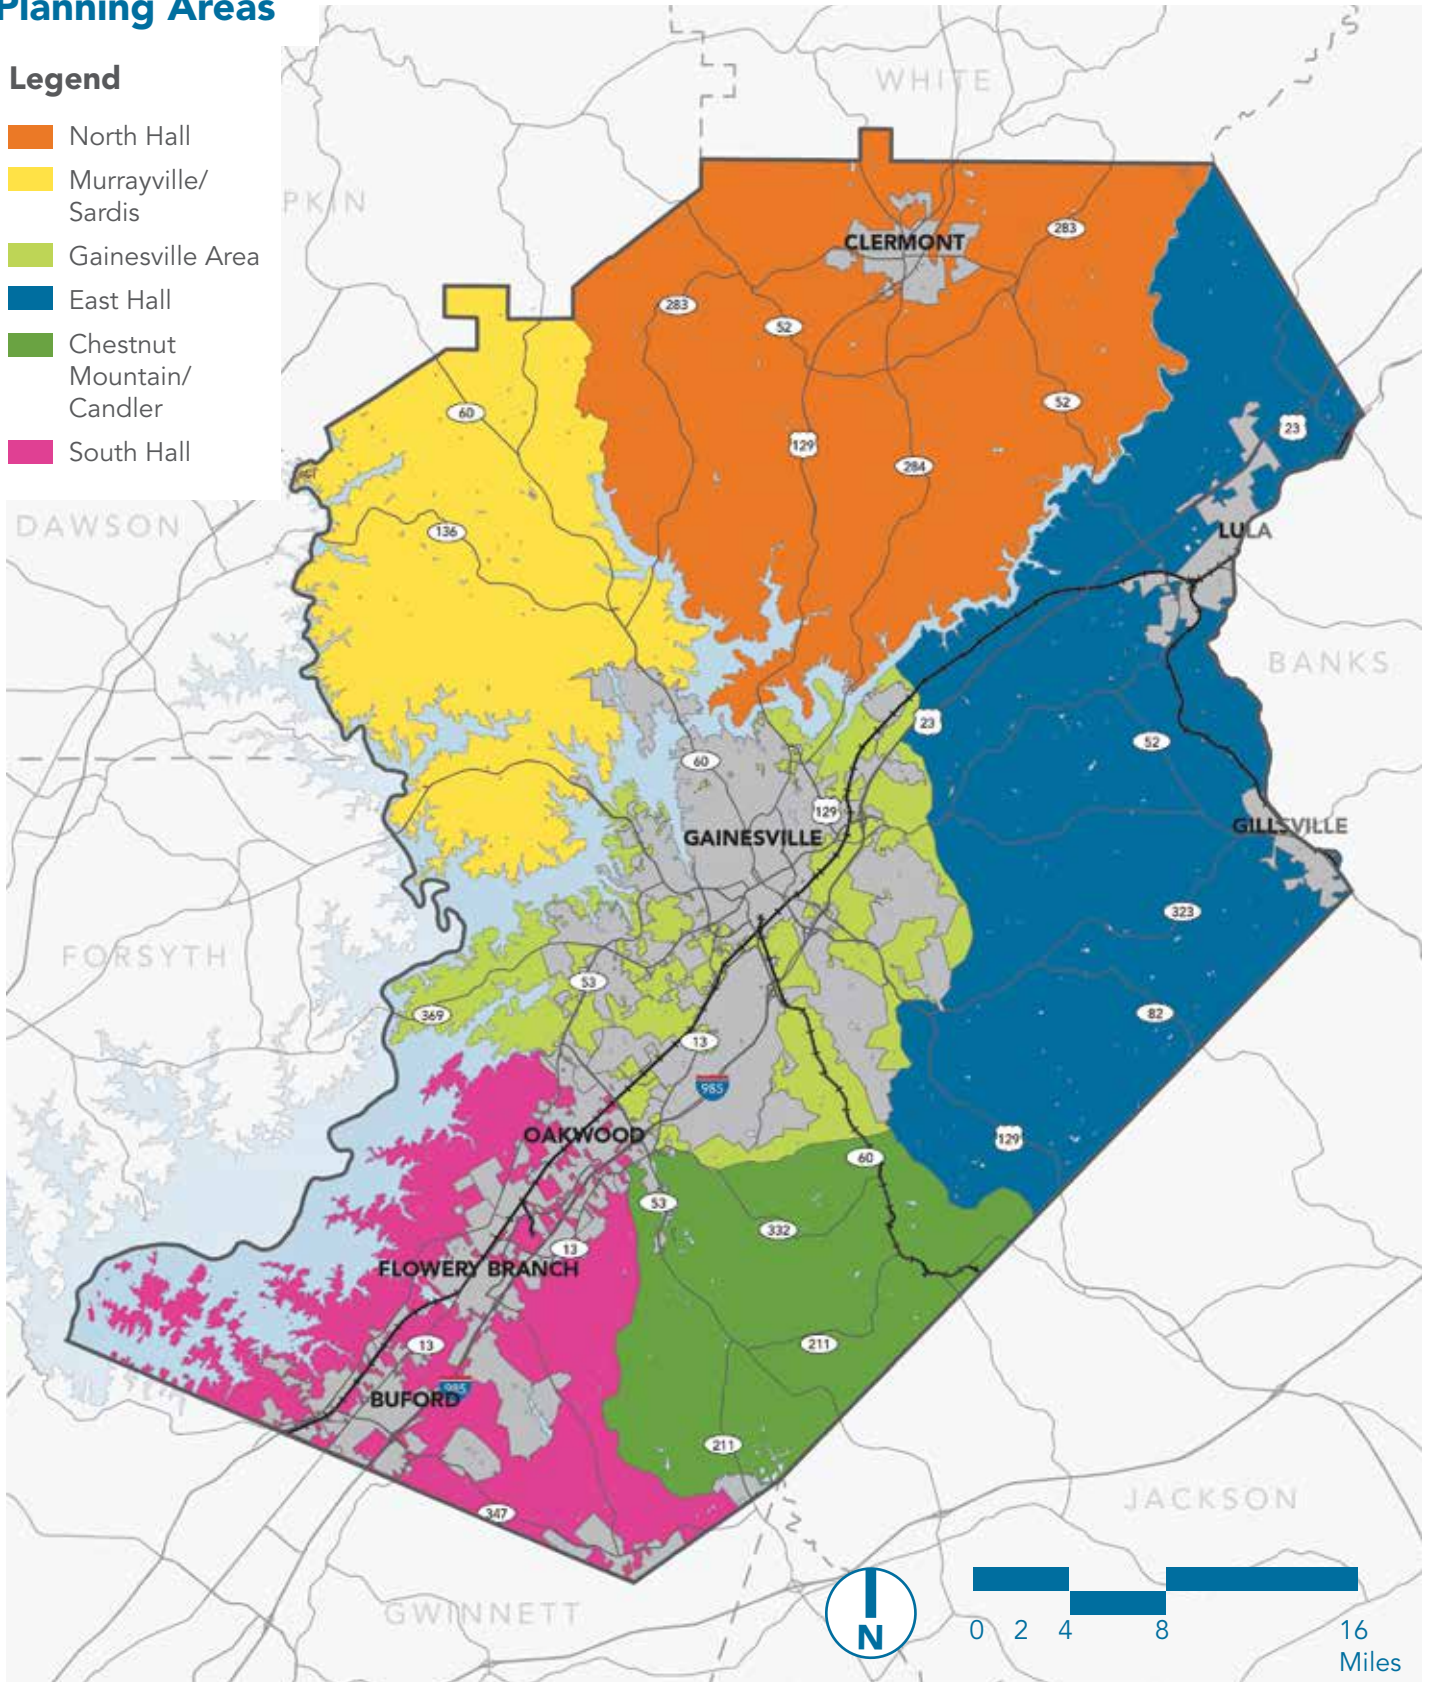 Planning Areas
Legend
North Hall
Murrayville/
Sardis
Gainesville Area
East Hall
Chestnut
Mountain/
Candler
South Hall
WHITE
PKIN
CLERMONT
283
283
52
60
52
23
129
284
DAWSON
136
LULA
BANKS
23
52
60
129
GAINESVILLE
GILLSVILLE
323
FORSYTH
53
369
82
13
985
OAKWOOD
129
60
53
332
13
FLOWERY BRANCH
13
211
985
BUFORD
211
JACKSON
347
GWINNETT
N
0 2 4 8 16
Miles